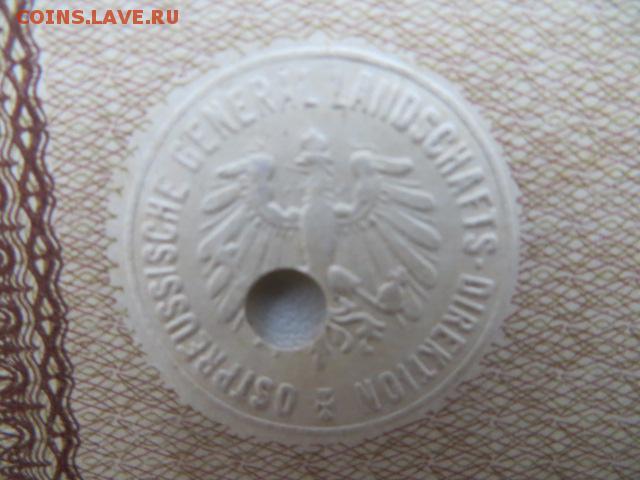 COINS.LAVE.RU
OSTPREUSSISCHE GENERAL LANDSCHAFTS-DIREKTION